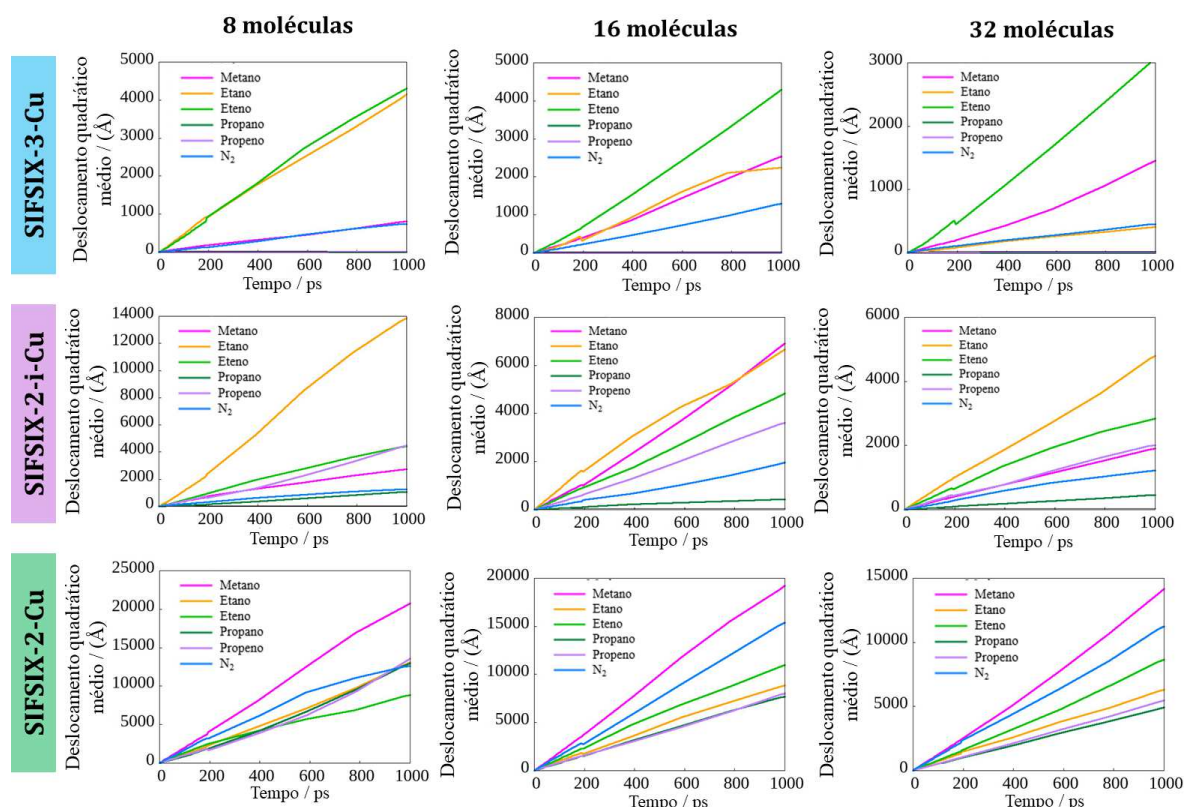 8 moléculas
16 moléculas
32 moléculas
SIFSIX-3-Cu
Deslocamento quadrático
médio / (Å)
5000
4000
3000
2000
1000
0
Metano
Etano
Eteno
Propano
Propeno
N₂
0 200 400 600 800 1000
Tempo / ps
Deslocamento quadrático
médio / (Å)
5000
4000
3000
2000
1000
0
Metano
Etano
Eteno
Propano
Propeno
N₂
0 200 400 600 800 1000
Tempo / ps
Deslocamento quadrático
médio / (Å)
3000
2000
1000
0
Metano
Etano
Eteno
Propano
Propeno
N₂
0 200 400 600 800 1000
Tempo / ps
SIFSIX-2-i-Cu
Deslocamento quadrático
médio / (Å)
14000
12000
10000
8000
6000
4000
2000
0
Metano
Etano
Eteno
Propano
Propeno
N₂
0 200 400 600 800 1000
Tempo / ps
Deslocamento quadrático
médio / (Å)
8000
6000
4000
2000
0
Metano
Etano
Eteno
Propano
Propeno
N₂
0 200 400 600 800 1000
Tempo / ps
Deslocamento quadrático
médio / (Å)
6000
4000
2000
0
Metano
Etano
Eteno
Propano
Propeno
N₂
0 200 400 600 800 1000
Tempo / ps
SIFSIX-2-Cu
Deslocamento quadrático
médio / (Å)
25000
20000
15000
10000
5000
0
Metano
Etano
Eteno
Propano
Propeno
N₂
0 200 400 600 800 1000
Tempo / ps
Deslocamento quadrático
médio / (Å)
20000
15000
10000
5000
0
Metano
Etano
Eteno
Propano
Propeno
N₂
0 200 400 600 800 1000
Tempo / ps
Deslocamento quadrático
médio / (Å)
15000
10000
5000
0
Metano
Etano
Eteno
Propano
Propeno
N₂
0 200 400 600 800 1000
Tempo / ps